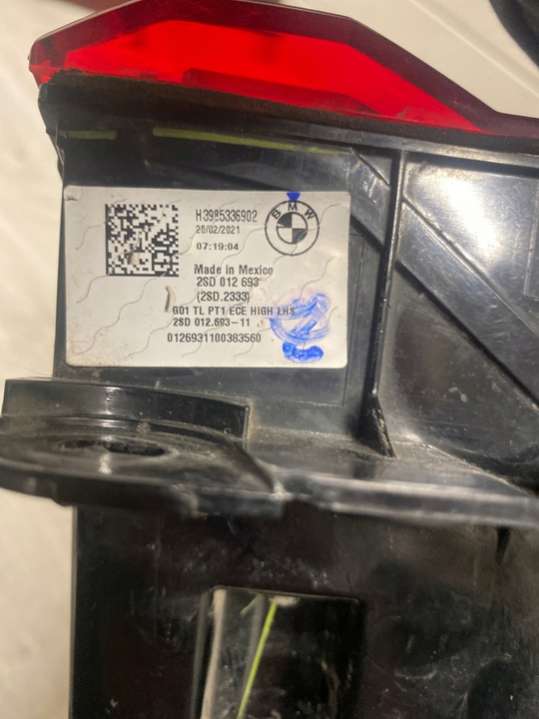 H3985336902
BMW
20/02/2021
07:19:04
Made in Mexico
2SD 012 693
(2SD.2333)
G01 TL PT1 ECE HIGH LHS
2SD 012.693-11
0126931100383560